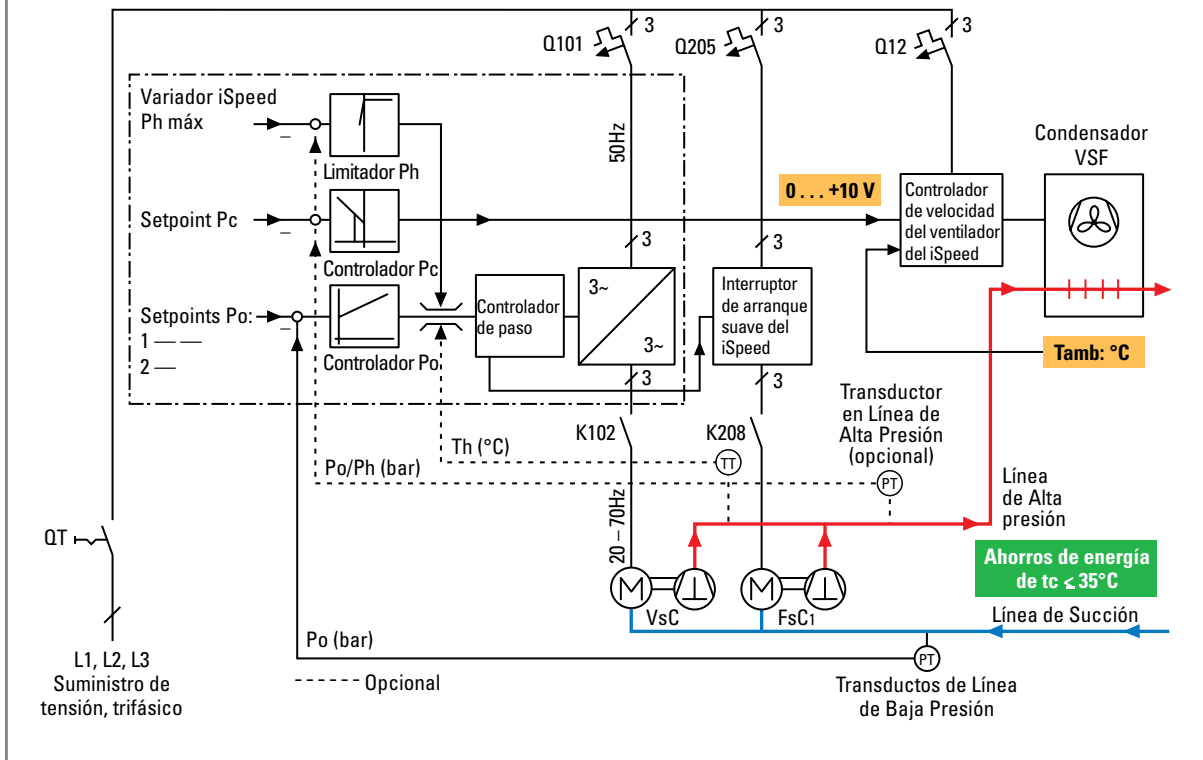 Q101
3
Q205
3
Q12
3
Variador iSpeed
Ph máx
–
Limitador Ph
50Hz
Condensador
VSF
0 . . . +10 V
Controlador
de velocidad
del ventilador
del iSpeed
Setpoint Pc
–
Controlador Pc
3
3
Setpoints Po:
1 — —
2 —
–
Controlador Po
Controlador
de paso
3~
3~
Interruptor
de arranque
suave del
iSpeed
Tamb: °C
3
3
Transductor
en Línea de
Alta Presión
(opcional)
K102
K208
Th (°C)
TT
Po/Ph (bar)
PT
20 – 70Hz
Línea
de Alta
presión
QT
Ahorros de energía
de tc ≤ 35°C
M
M
VsC
FsC1
Línea de Succión
Po (bar)
PT
L1, L2, L3
Suministro de
tensión, trifásico
------ Opcional
Transductos de Línea
de Baja Presión